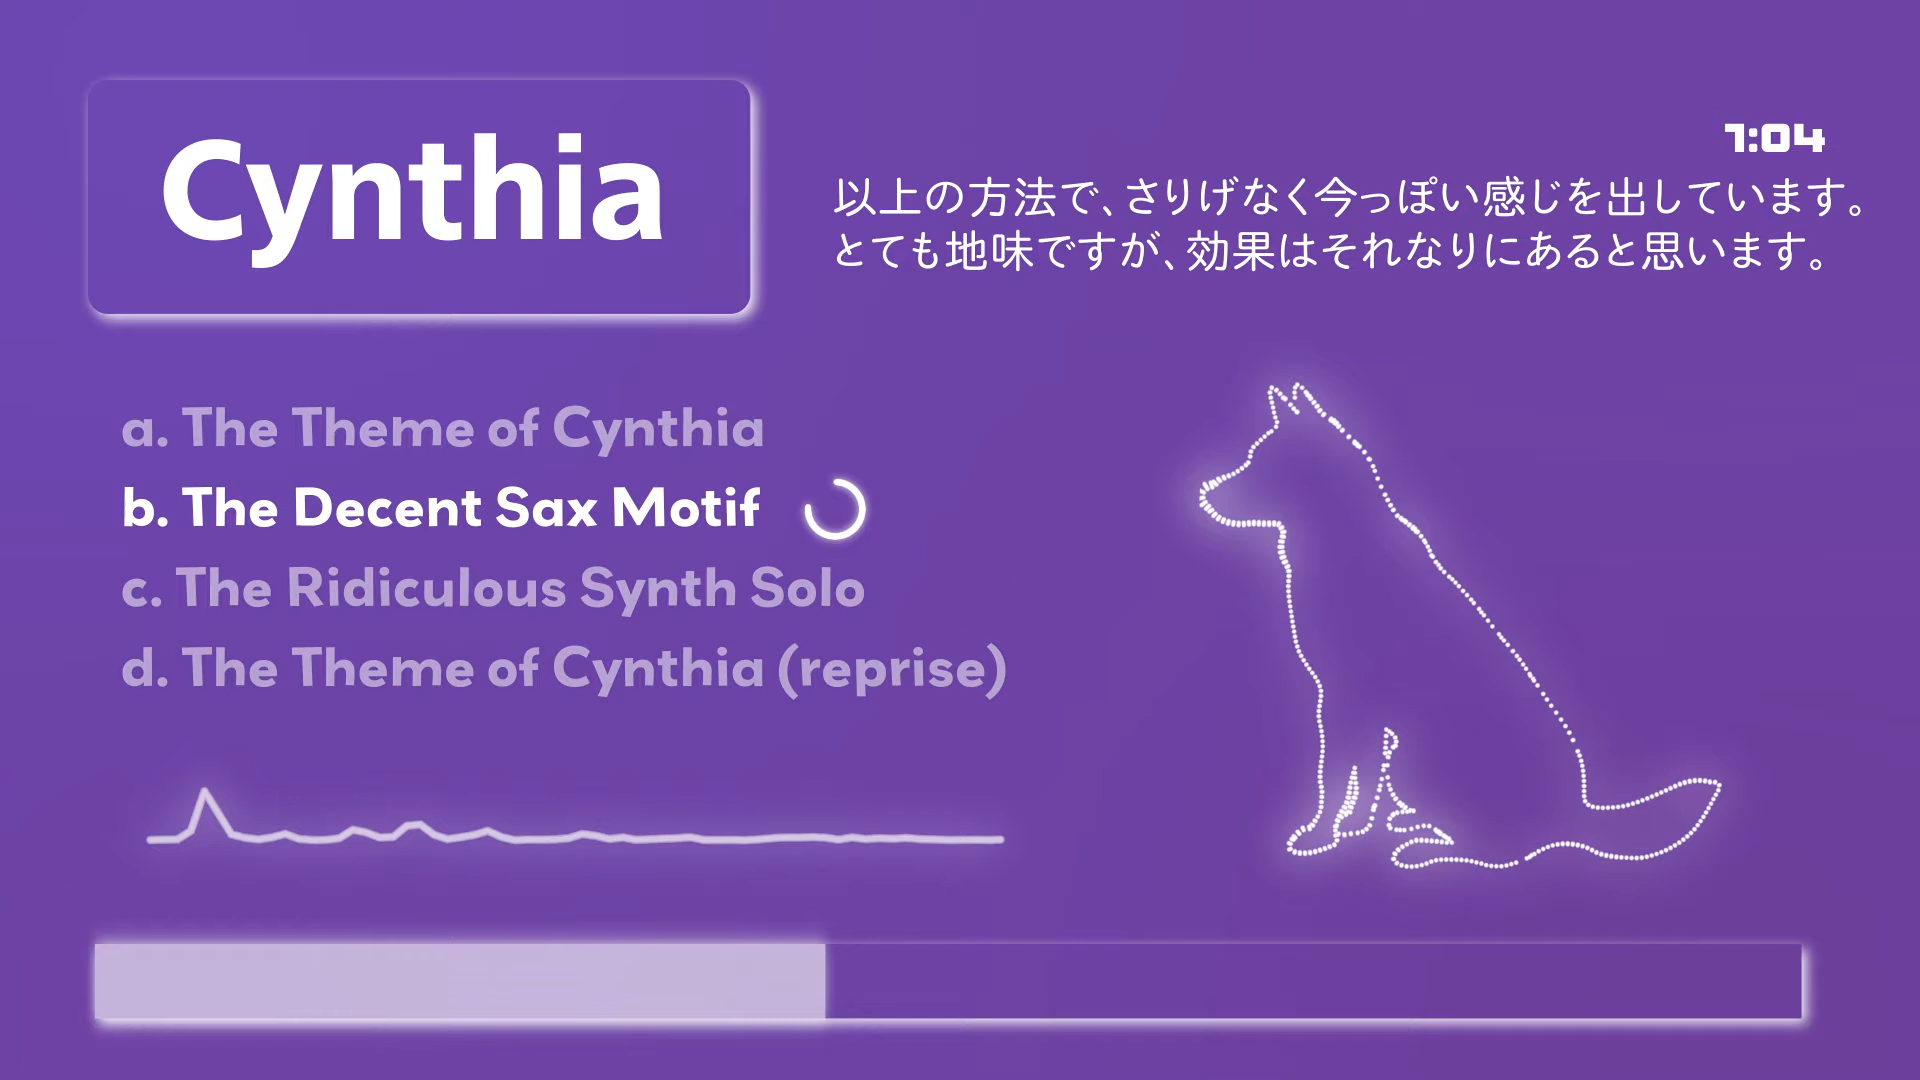 Cynthia
1:04
以上の方法で、さりげなく今っぽい感じを出しています。
とても地味ですが、効果はそれなりにあると思います。
a. The Theme of Cynthia
b. The Decent Sax Motif
c. The Ridiculous Synth Solo
d. The Theme of Cynthia (reprise)